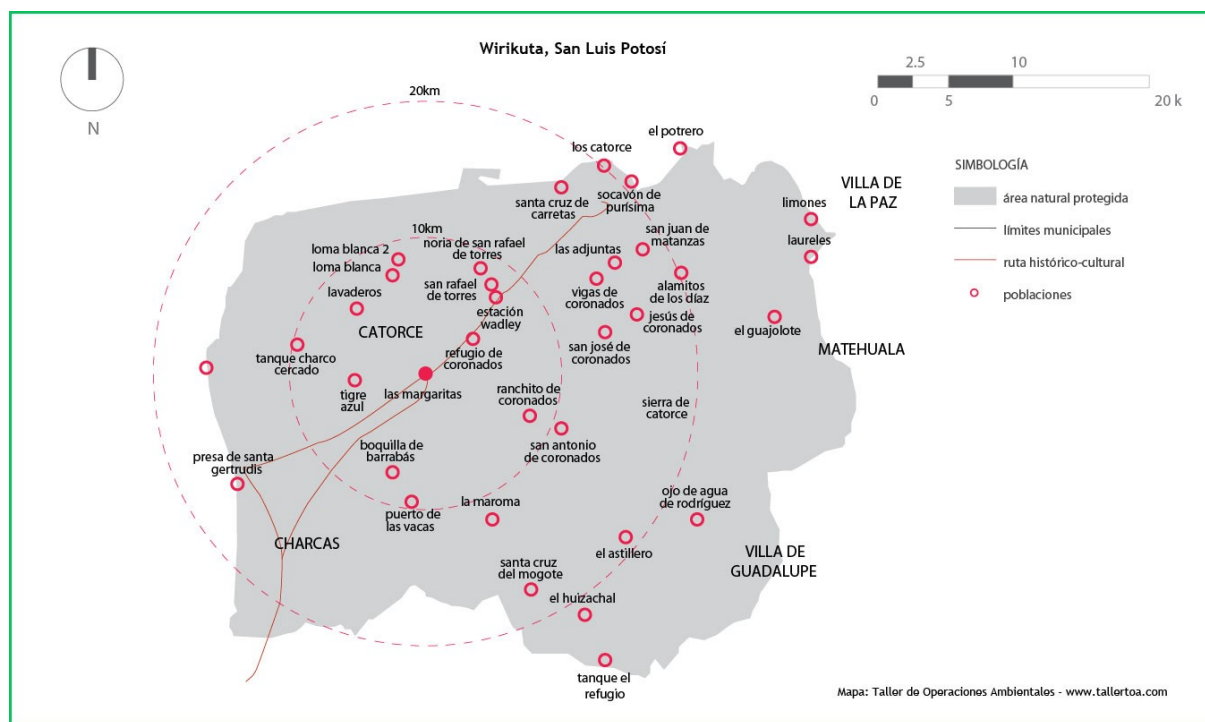 Wirikuta, San Luis Potosí
N
2.5
10
0
5
20 k
20km
10km
SIMBOLOGÍA
área natural protegida
límites municipales
ruta histórico-cultural
poblaciones
el potrero
los catorce
socavón de
purísima
santa cruz de
carretas
VILLA DE
LA PAZ
limones
laureles
san juan de
matanzas
las adjuntas
loma blanca 2
loma blanca
noria de san rafael
de torres
san rafael
de torres
estación
wadley
vigas de
coronados
alamitos
de los díaz
lavaderos
CATORCE
jesús de
coronados
el guajolote
MATEHUALA
tanque charco
cercado
refugio de
coronados
san josé de
coronados
tigre
azul
las margaritas
ranchito de
coronados
sierra de
catorce
san antonio
de coronados
boquilla de
barrabás
presa de santa
gertrudis
puerto de
las vacas
la maroma
ojo de agua
de rodríguez
CHARCAS
el astillero
VILLA DE
GUADALUPE
santa cruz
del mogote
el huizachal
tanque el
refugio
Mapa: Taller de Operaciones Ambientales - www.tallertoa.com